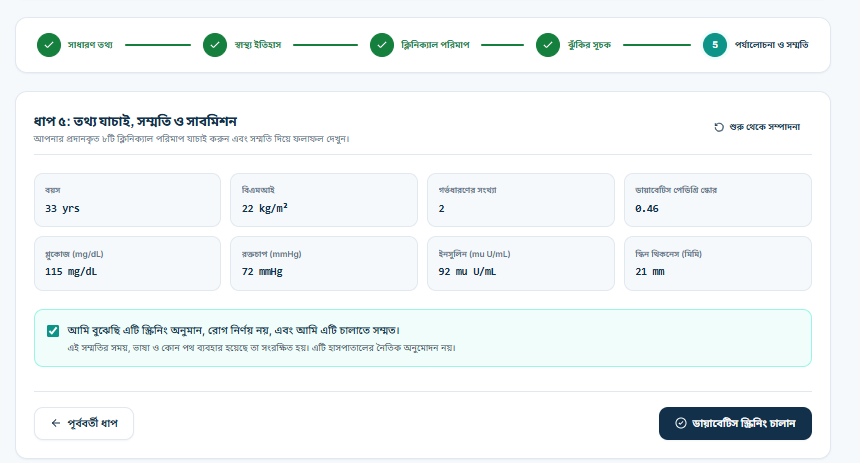 সাধারণ তথ্য
স্বাস্থ্য ইতিহাস
ক্লিনিক্যাল পরিমাপ
ঝুঁকির সূচক
5 পর্যালোচনা ও সম্মতি
ধাপ ৫: তথ্য যাচাই, সম্মতি ও সাবমিশন
আপনার প্রদানকৃত ৮টি ক্লিনিক্যাল পরিমাপ যাচাই করুন এবং সম্মতি দিয়ে ফলাফল দেখুন।
শুরু থেকে সম্পাদনা
বয়স
33 yrs
বিএমআই
22 kg/m²
গর্ভধারণের সংখ্যা
2
ডায়াবেটিস পেডিগ্রি স্কোর
0.46
গ্লুকোজ (mg/dL)
115 mg/dL
রক্তচাপ (mmHg)
72 mmHg
ইনসুলিন (mu U/mL)
92 mu U/mL
স্কিন থিকনেস (মিমি)
21 mm
আমি বুঝেছি এটি স্ক্রিনিং অনুমান, রোগ নির্ণয় নয়, এবং আমি এটি চালাতে সম্মত।
এই সম্মতির সময়, ভাষা ও কোন পথ ব্যবহার হয়েছে তা সংরক্ষিত হয়। এটি হাসপাতালের নৈতিক অনুমোদন নয়।
পূর্ববর্তী ধাপ
ডায়াবেটিস স্ক্রিনিং চালান